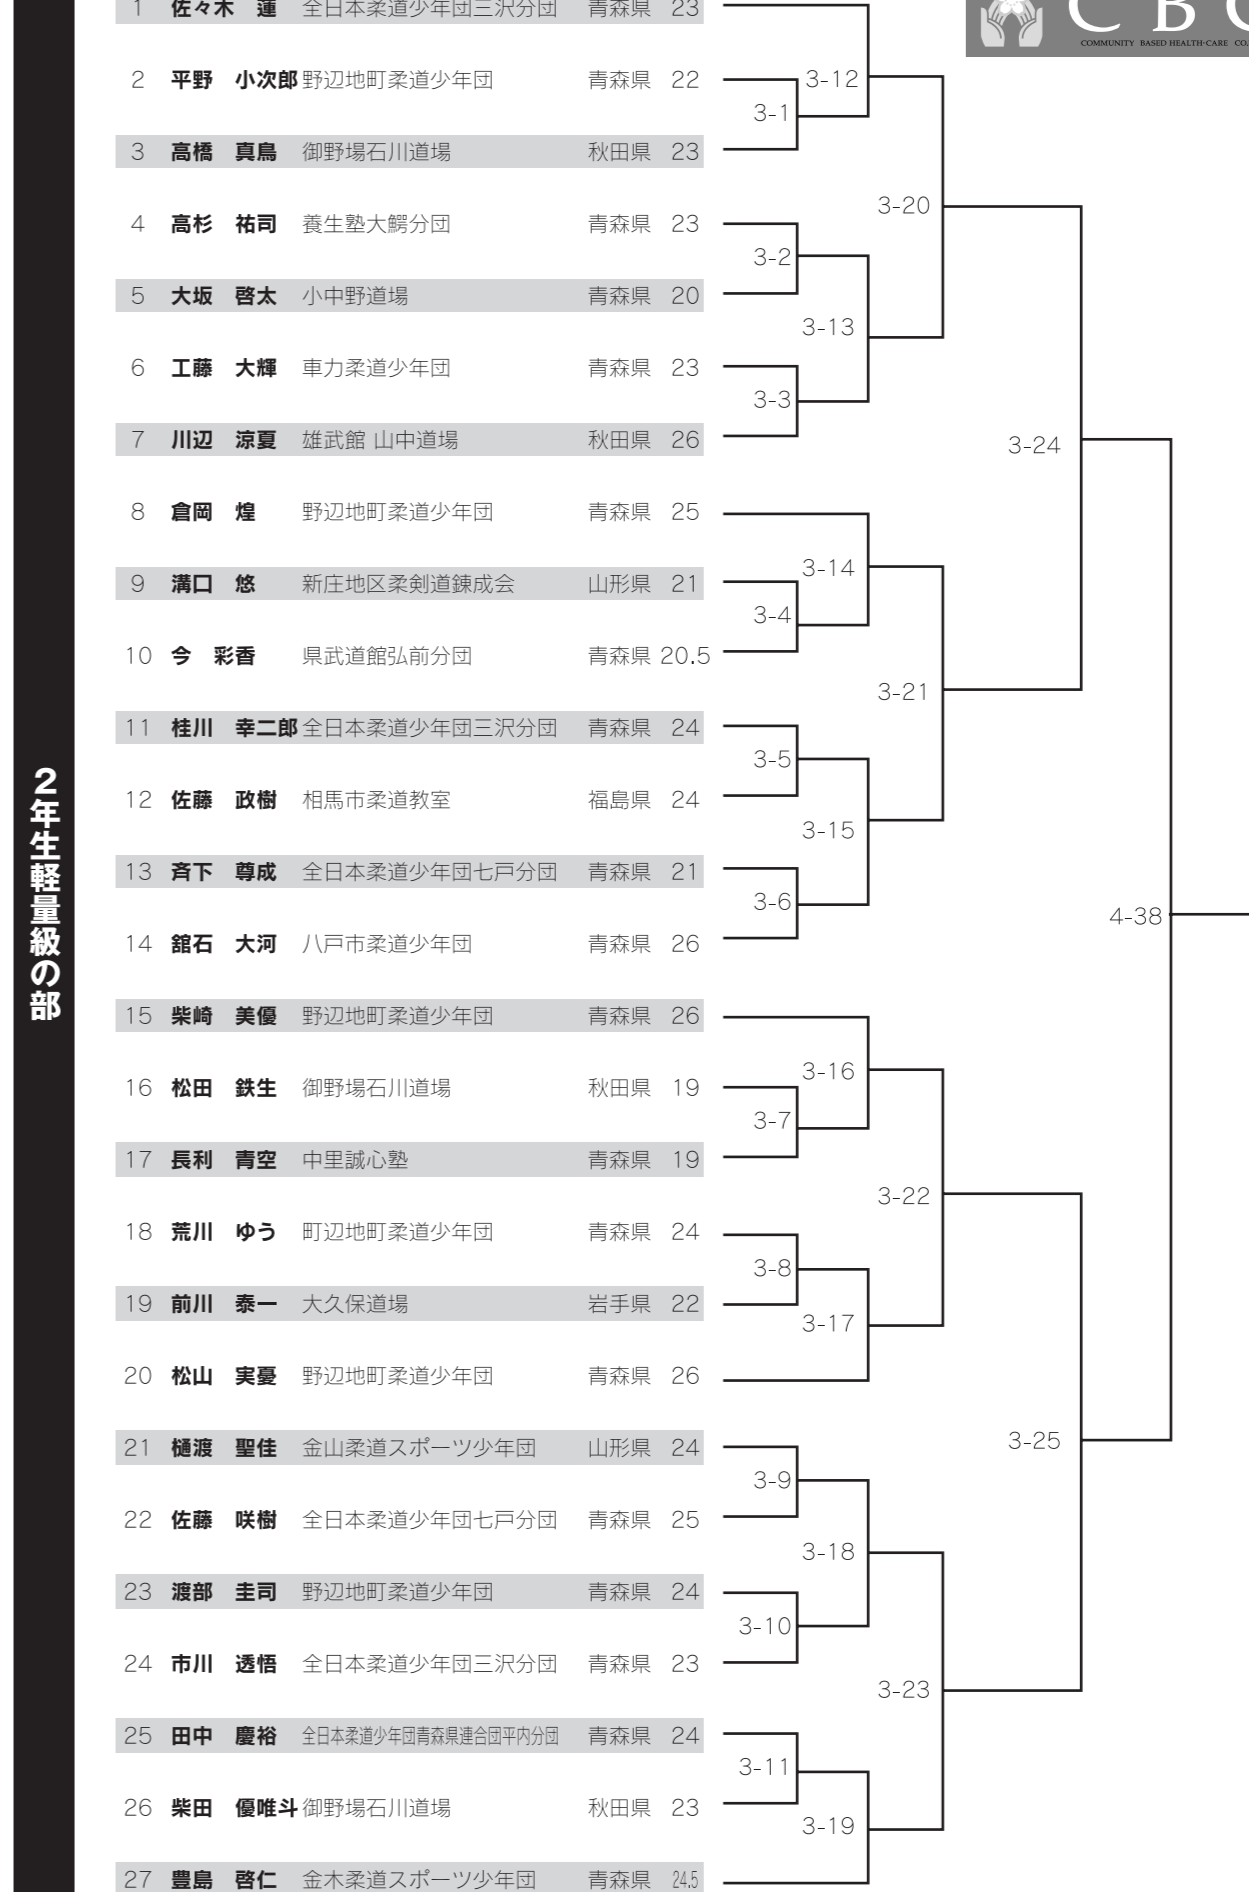 CBC
COMMUNITY BASED HEALTH-CARE CO.
2年生軽量級の部
1 佐々木 蓮 全日本柔道少年団三沢分団 青森県 23
2 平野 小次郎 野辺地町柔道少年団 青森県 22
3 高橋 真鳥 御野場石川道場 秋田県 23
4 高杉 祐司 養生塾大鰐分団 青森県 23
5 大坂 啓太 小中野道場 青森県 20
6 工藤 大輝 車力柔道少年団 青森県 23
7 川辺 涼夏 雄武館 山中道場 秋田県 26
8 倉岡 煌 野辺地町柔道少年団 青森県 25
9 溝口 悠 新庄地区柔剣道錬成会 山形県 21
10 今 彩香 県武道館弘前分団 青森県 20.5
11 桂川 幸二郎 全日本柔道少年団三沢分団 青森県 24
12 佐藤 政樹 相馬市柔道教室 福島県 24
13 斉下 尊成 全日本柔道少年団七戸分団 青森県 21
14 舘石 大河 八戸市柔道少年団 青森県 26
15 柴崎 美優 野辺地町柔道少年団 青森県 26
16 松田 鉄生 御野場石川道場 秋田県 19
17 長利 青空 中里誠心塾 青森県 19
18 荒川 ゆう 町辺地町柔道少年団 青森県 24
19 前川 泰一 大久保道場 岩手県 22
20 松山 実憂 野辺地町柔道少年団 青森県 26
21 樋渡 聖佳 金山柔道スポーツ少年団 山形県 24
22 佐藤 咲樹 全日本柔道少年団七戸分団 青森県 25
23 渡部 圭司 野辺地町柔道少年団 青森県 24
24 市川 透悟 全日本柔道少年団三沢分団 青森県 23
25 田中 慶裕 全日本柔道少年団青森県連合団平内分団 青森県 24
26 柴田 優唯斗 御野場石川道場 秋田県 23
27 豊島 啓仁 金木柔道スポーツ少年団 青森県 24.5
3-1
3-2
3-3
3-4
3-5
3-6
3-7
3-8
3-9
3-10
3-11
3-12
3-13
3-14
3-15
3-16
3-17
3-18
3-19
3-20
3-21
3-22
3-23
3-24
3-25
4-38